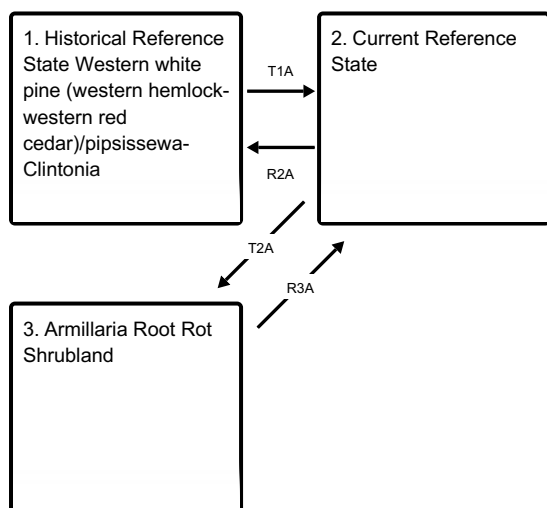 1. Historical Reference
State Western white
pine (western hemlock-
western red
cedar)/pipsissewa-
Clintonia
T1A
R2A
2. Current Reference
State
T2A
R3A
3. Armillaria Root Rot
Shrubland